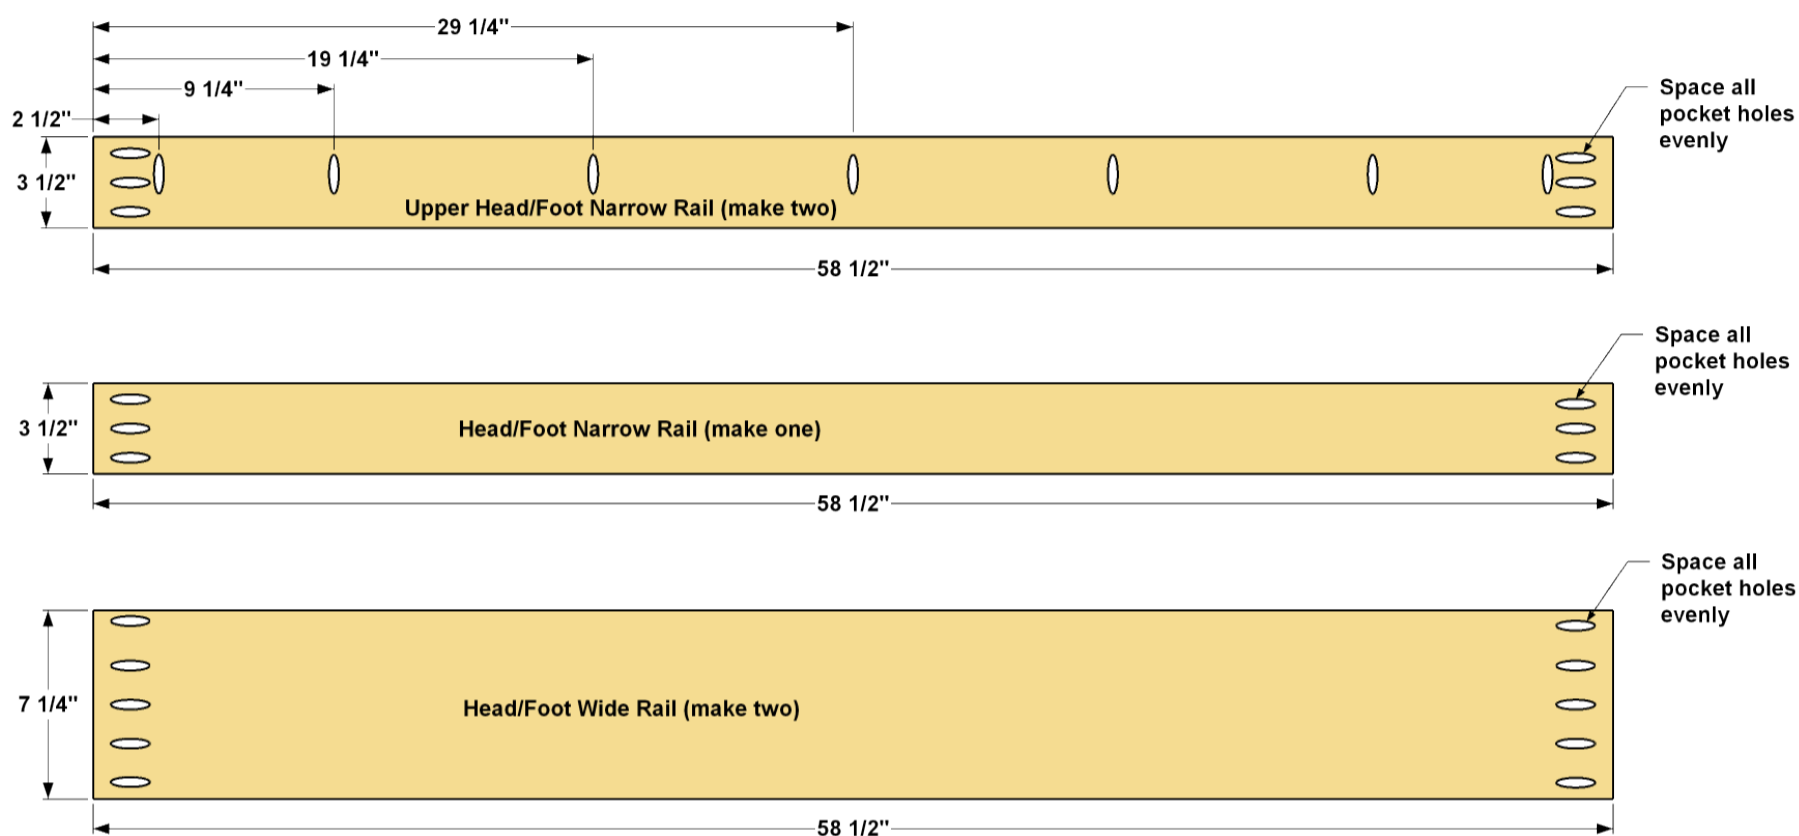 29 1/4"
19 1/4"
9 1/4"
2 1/2"
Space all
pocket holes
evenly
3 1/2"
Upper Head/Foot Narrow Rail (make two)
58 1/2"
Space all
pocket holes
evenly
3 1/2"
Head/Foot Narrow Rail (make one)
58 1/2"
Space all
pocket holes
evenly
7 1/4"
Head/Foot Wide Rail (make two)
58 1/2"